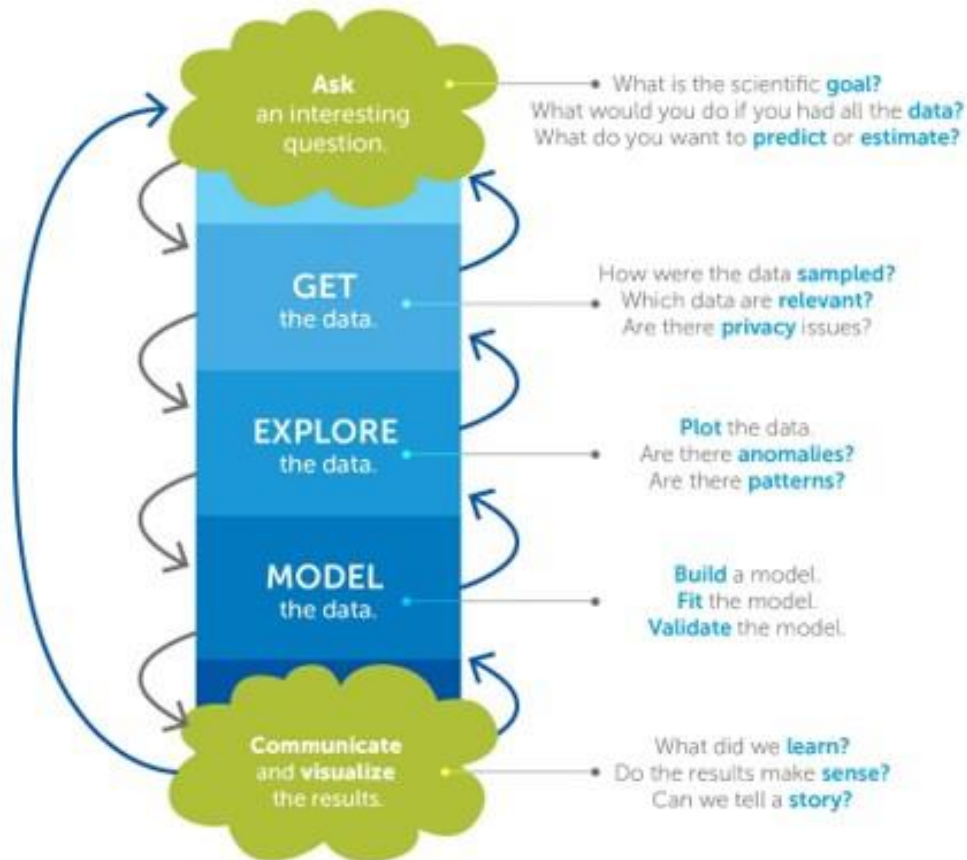 Ask
an interesting
question.
What is the scientific goal?
What would you do if you had all the data?
What do you want to predict or estimate?
GET
the data.
How were the data sampled?
Which data are relevant?
Are there privacy issues?
EXPLORE
the data.
Plot the data.
Are there anomalies?
Are there patterns?
MODEL
the data.
Build a model.
Fit the model.
Validate the model.
Communicate
and visualize
the results.
What did we learn?
Do the results make sense?
Can we tell a story?